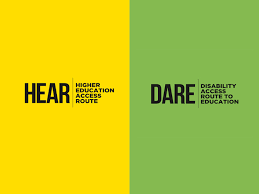 HEAR
HIGHER
EDUCATION
ACCESS
ROUTE
DARE
DISABILITY
ACCESS
ROUTE TO
EDUCATION